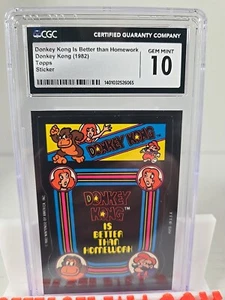 CGC
CERTIFIED GUARANTY COMPANY
Donkey Kong Is Better than Homework
Donkey Kong (1982)
Topps
Sticker
GEM MINT
10
DONKEY KONG
DONKEY
KONG
IS
BETTER
THAN
HOMEWORK